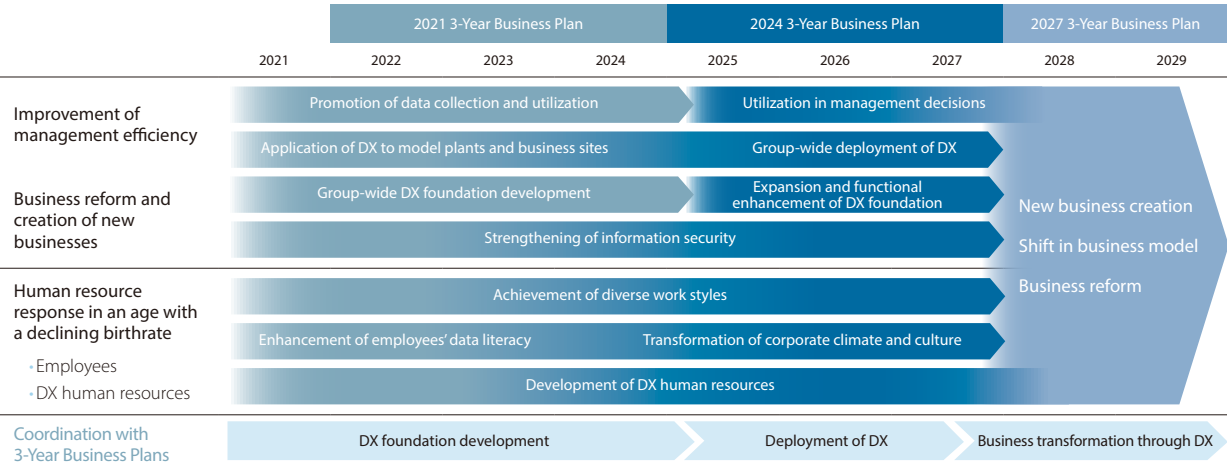 2021 3-Year Business Plan
2024 3-Year Business Plan
2027 3-Year Business Plan
2021
2022
2023
2024
2025
2026
2027
2028
2029
Improvement of
management efficiency
Promotion of data collection and utilization
Utilization in management decisions
Application of DX to model plants and business sites
Group-wide deployment of DX
Business reform and
creation of new
businesses
Group-wide DX foundation development
Expansion and functional
enhancement of DX foundation
Strengthening of information security
New business creation
Shift in business model
Business reform
Human resource
response in an age with
a declining birthrate
・Employees
・DX human resources
Achievement of diverse work styles
Enhancement of employees’ data literacy
Transformation of corporate climate and culture
Development of DX human resources
Coordination with
3-Year Business Plans
DX foundation development
Deployment of DX
Business transformation through DX